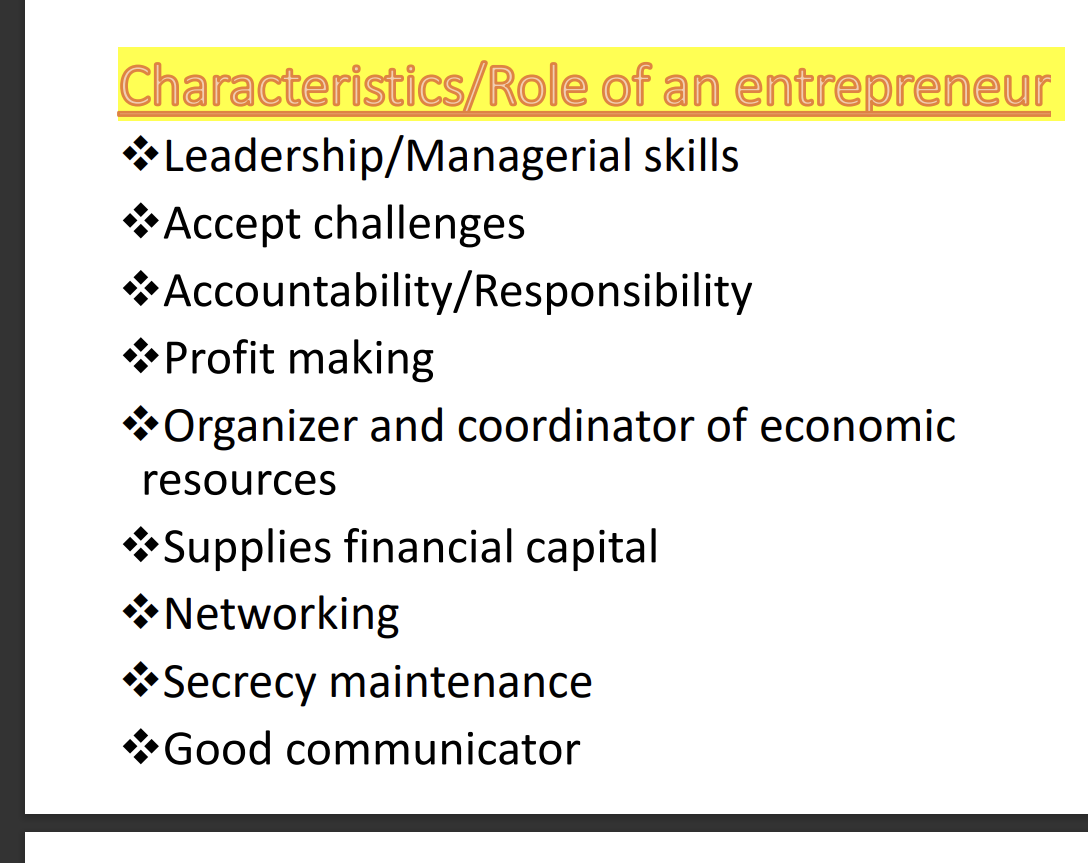 Characteristics/Role of an entrepreneur
❖Leadership/Managerial skills
❖Accept challenges
❖Accountability/Responsibility
❖Profit making
❖Organizer and coordinator of economic
resources
❖Supplies financial capital
❖Networking
❖Secrecy maintenance
❖Good communicator